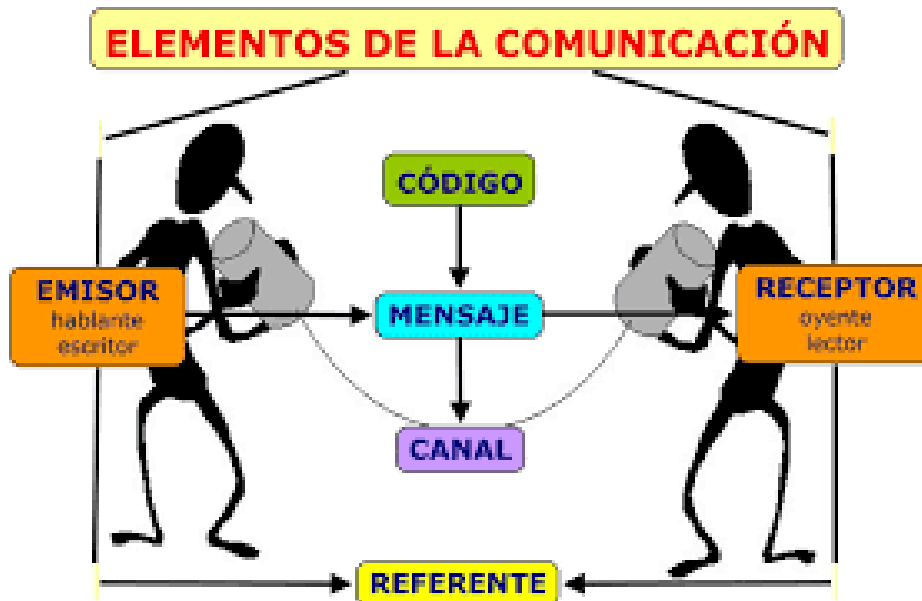 ELEMENTOS DE LA COMUNICACIÓN
CÓDIGO
EMISOR
hablante
escritor
MENSAJE
RECEPTOR
oyente
lector
CANAL
REFERENTE